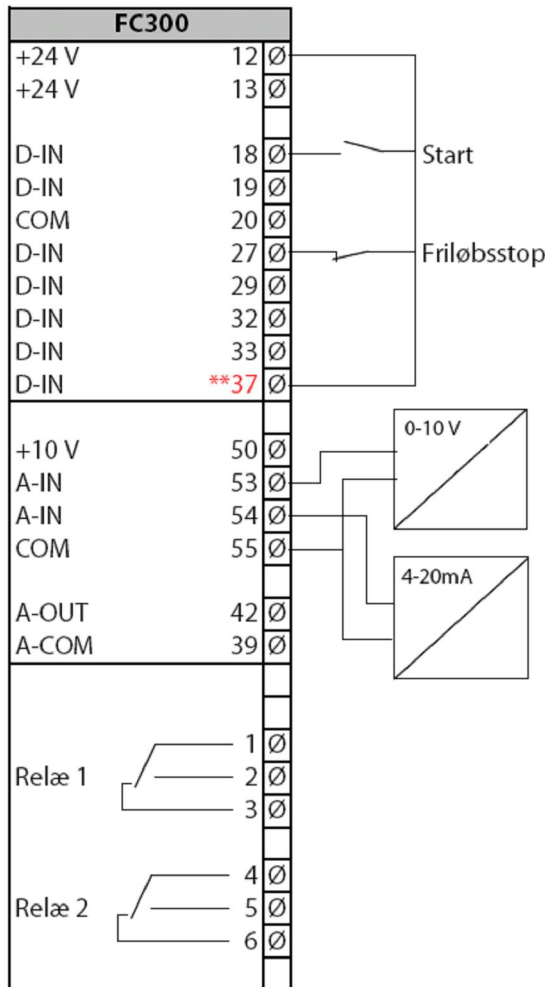 FC300
+24 V 12 Ø
+24 V 13 Ø
D-IN 18 Ø Start
D-IN 19 Ø
COM 20 Ø
D-IN 27 Ø Friløbsstop
D-IN 29 Ø
D-IN 32 Ø
D-IN 33 Ø
D-IN **37 Ø
0-10 V
+10 V 50 Ø
A-IN 53 Ø
A-IN 54 Ø
COM 55 Ø
4-20mA
A-OUT 42 Ø
A-COM 39 Ø
1 Ø
Relæ 1 2 Ø
3 Ø
4 Ø
Relæ 2 5 Ø
6 Ø